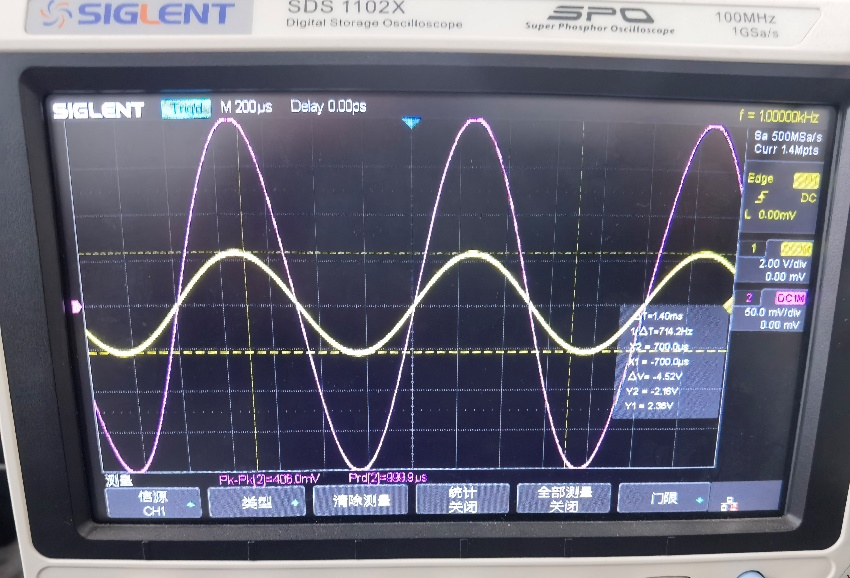 SIGLENT
SDS 1102X
Digital Storage Oscilloscope
SPO
Super Phosphor Oscilloscope
100MHz
1GSa/s
SIGLENT Trig'd M 200µs Delay 0.00ps
f = 1.00000kHz
Sa 500MSa/s
Curr 1.4Mpts
Edge
DC
L 0.00mV
1
2.00 V/div
0.00 mV
2 DC1M
50.0 mV/div
0.00 mV
ΔT=1.40ms
1/ΔT=714.2Hz
X2 = 700.0µs
X1 = -700.0µs
ΔV= -4.52V
Y2 = -2.16V
Y1 = 2.36V
测量 Pk-Pk[2]=406.0mV Prd[2]=999.9µs
信源
CH1
类型
清除测量
统计
关闭
全部测量
关闭
门限